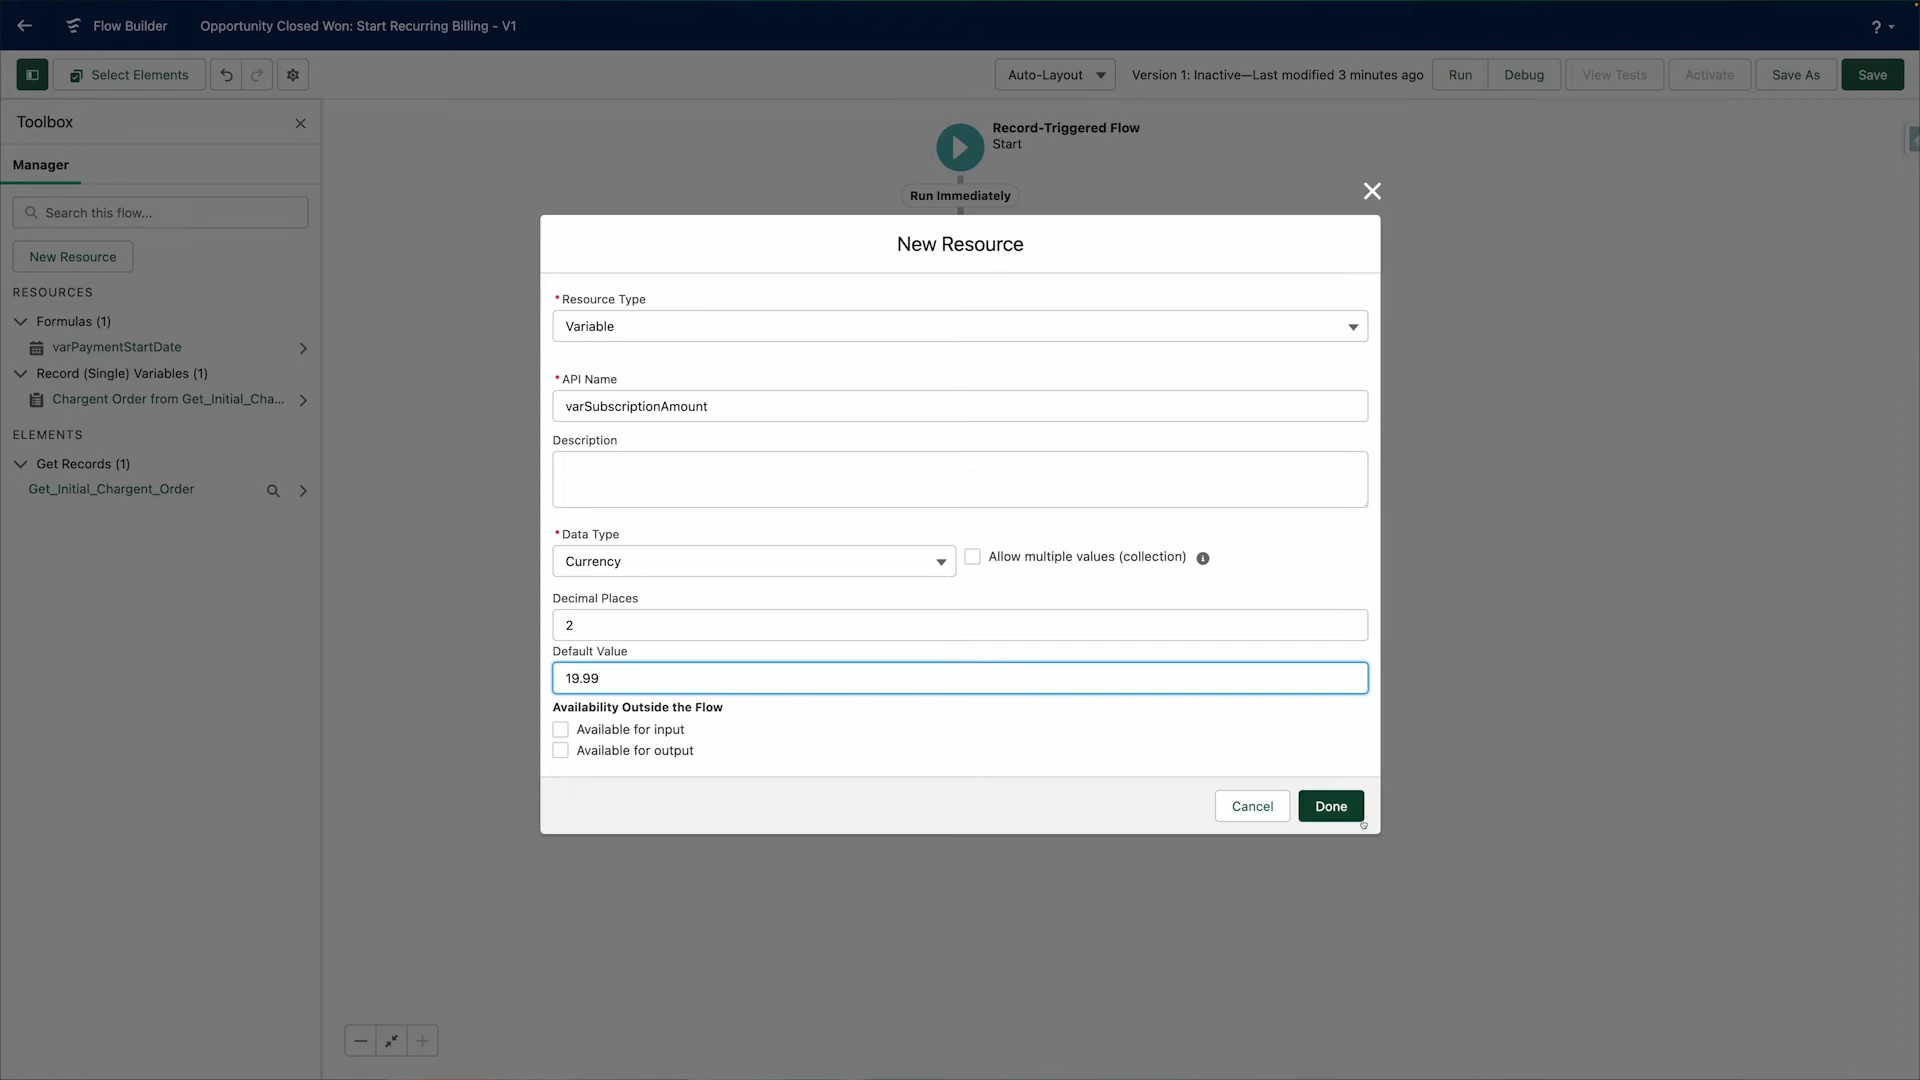 Flow Builder
Opportunity Closed Won: Start Recurring Billing - V1
?
Select Elements
Auto-Layout
Version 1: Inactive—Last modified 3 minutes ago
Run
Debug
View Tests
Activate
Save As
Save
Toolbox
Manager
Search this flow...
New Resource
RESOURCES
Formulas (1)
varPaymentStartDate
Record (Single) Variables (1)
Chargent Order from Get_Initial_Cha...
ELEMENTS
Get Records (1)
Get_Initial_Chargent_Order
Record-Triggered Flow
Start
Run Immediately
New Resource
* Resource Type
Variable
* API Name
varSubscriptionAmount
Description
* Data Type
Currency
Allow multiple values (collection)
Decimal Places
2
Default Value
19.99
Availability Outside the Flow
Available for input
Available for output
Cancel
Done